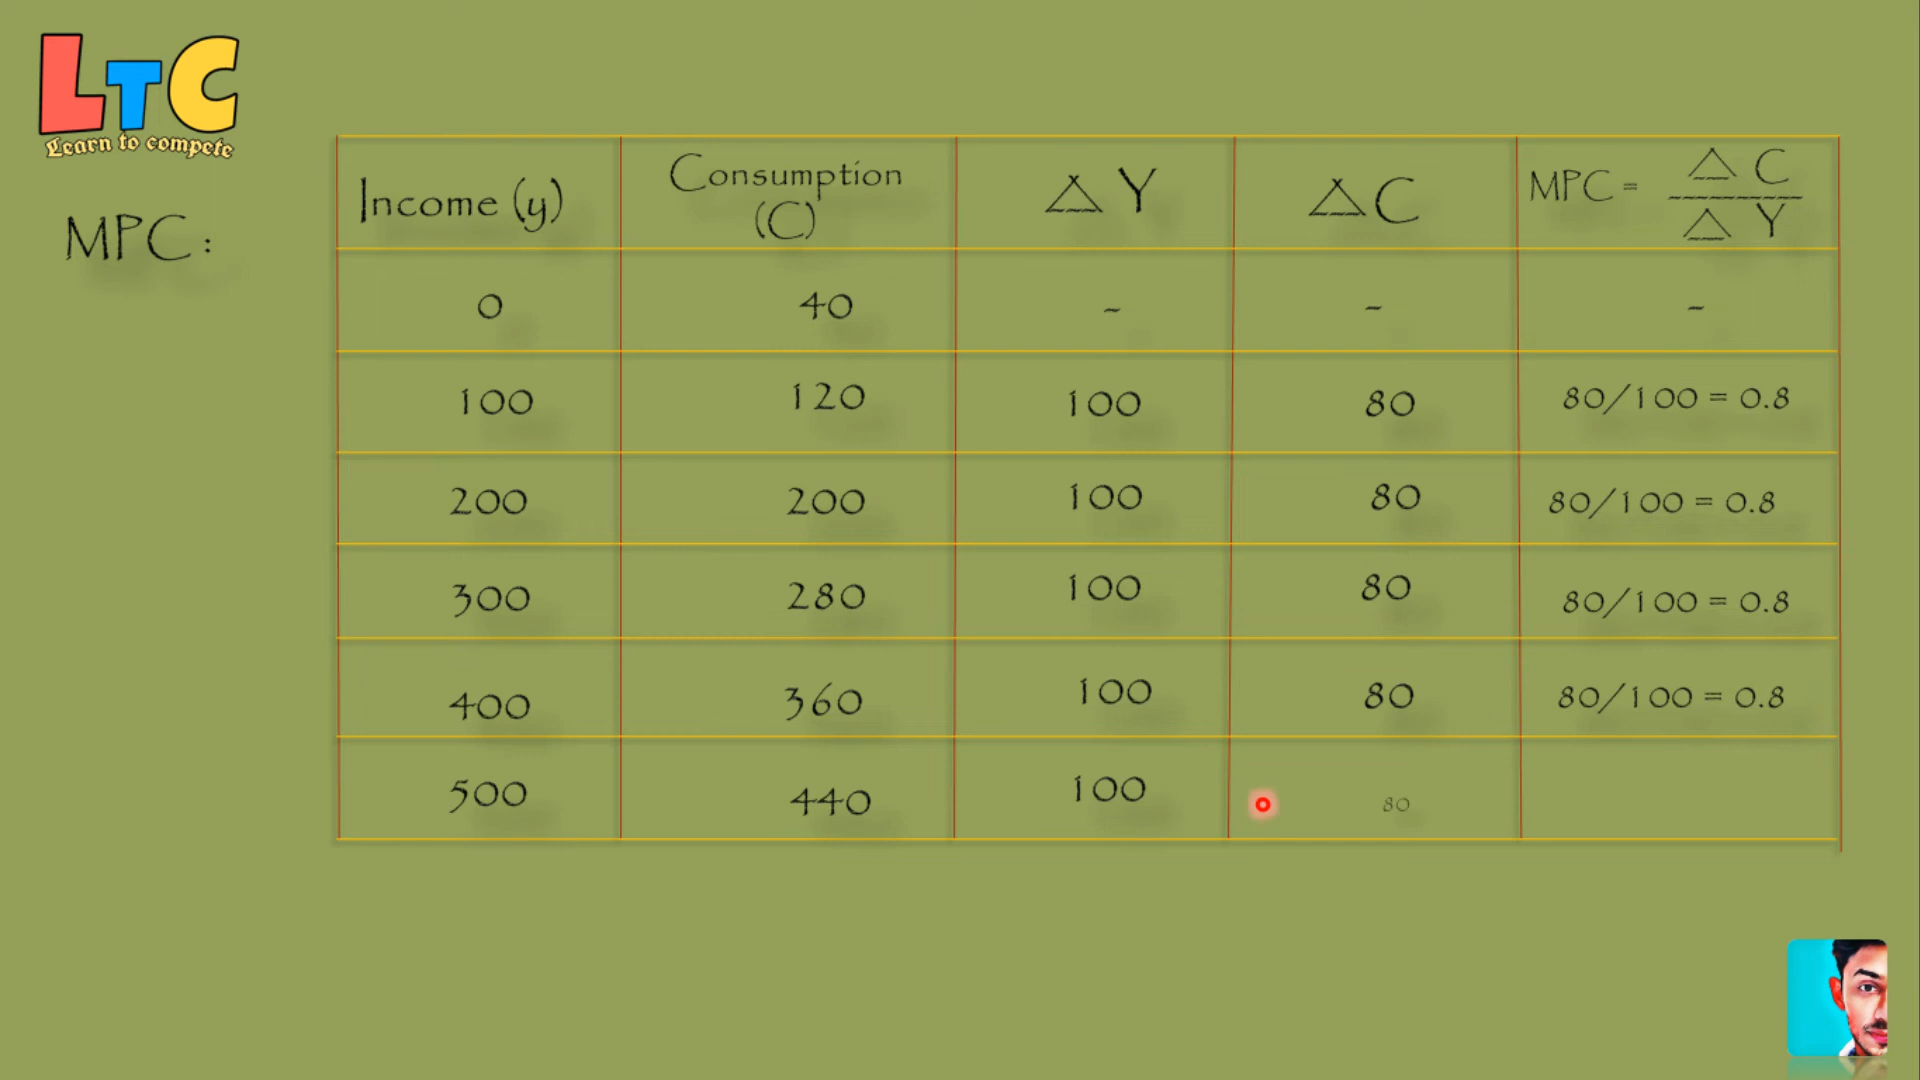 LTC
Learn to compete
MPC :
Income (y) Consumption (C) △ Y △ C MPC = △ C / △ Y
0 40 - - -
100 120 100 80 80/100 = 0.8
200 200 100 80 80/100 = 0.8
300 280 100 80 80/100 = 0.8
400 360 100 80 80/100 = 0.8
500 440 100 80